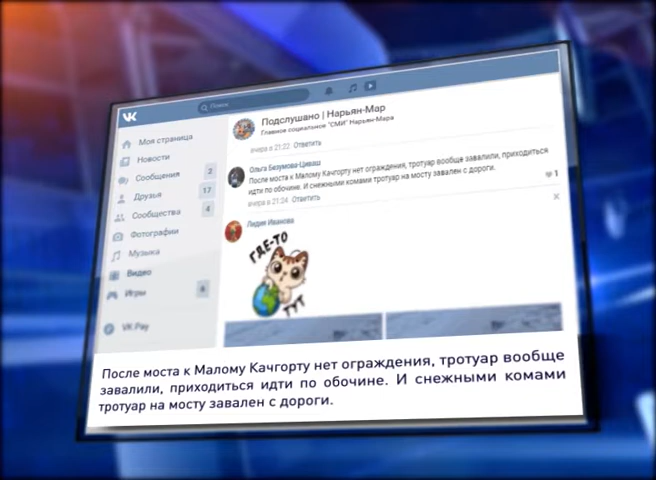 Поиск
Моя страница
Новости
Сообщения 2
Друзья 17
Сообщества 4
Фотографии
Музыка
Видео
Игры 6
VK Pay
Подслушано | Нарьян-Мар
Главное социальное "СМИ" Нарьян-Мара
вчера в 21:22 Ответить
Ольга Безумова-Циваш
После моста к Малому Качгорту нет ограждения, тротуар вообще завалили, приходиться
идти по обочине. И снежными комами тротуар на мосту завален с дороги.
вчера в 21:24 Ответить
1
Лидия Иванова
ГДЕ-ТО
ТУТ
После моста к Малому Качгорту нет ограждения, тротуар вообще
завалили, приходиться идти по обочине. И снежными комами
тротуар на мосту завален с дороги.